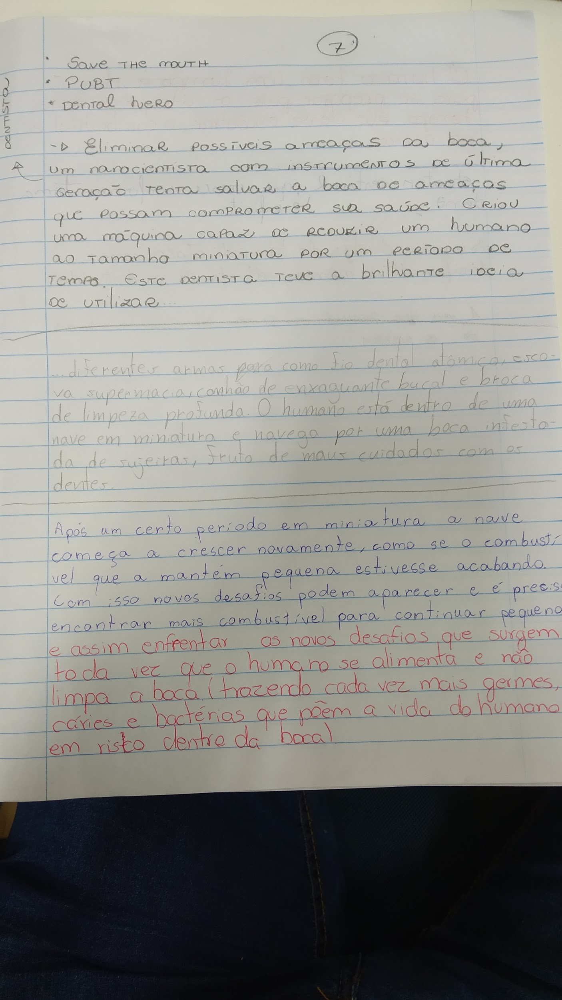 7
• Save THe mOUTH
• PUBT
• Dental hero
Dentista
-> Eliminar possíveis ameaças da boca,
um nanocientista com instrumentos de última
geração tenta salvar a boca de ameaças
que possam comprometer sua saúde. Criou
uma máquina capaz de reduzir um humano
ao tamanho miniatura por um período de
tempo. Este dentista teve a brilhante ideia
de utilizar...
...diferentes armas para como fio dental atômico, esco-
va supermacia, canhão de enxaguante bucal e broca
de limpeza profunda. O humano está dentro de uma
nave em miniatura e navega por uma boca infesta-
da de sujeiras, fruto de maus cuidados com os
dentes.
Após um certo período em miniatura a nave
começa a crescer novamente, como se o combustí
vel que a mantém pequena estivesse acabando.
Com isso novos desafios podem aparecer e é preciso
encontrar mais combustível para continuar pequeno
e assim enfrentar os novos desafios que surgem
toda vez que o humano se alimenta e não
limpa a boca (trazendo cada vez mais germes,
cáries e bactérias que põem a vida do humano
em risco dentro da boca)